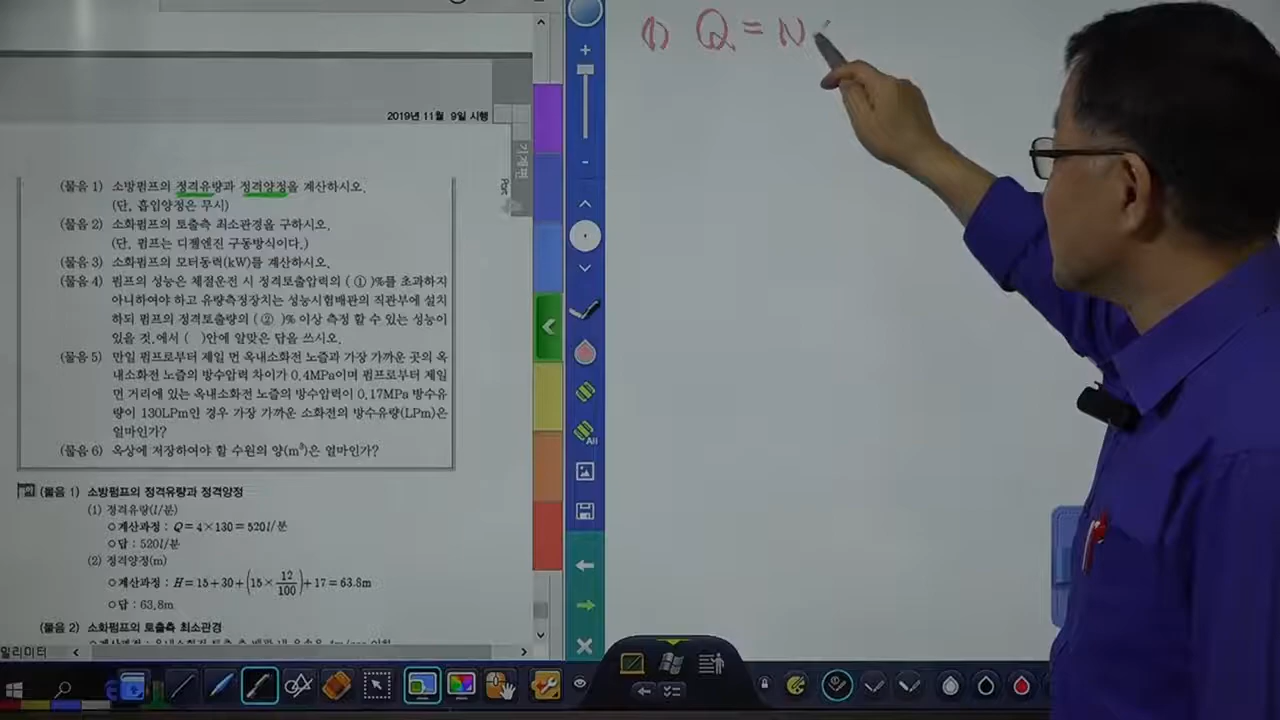 ① Q = N
2019년 11월 9일 시행
기계편
Part
(물음 1) 소방펌프의 정격유량과 정격양정을 계산하시오.
(단, 흡입양정은 무시)
(물음 2) 소화펌프의 토출측 최소관경을 구하시오.
(단, 펌프는 디젤엔진 구동방식이다.)
(물음 3) 소화펌프의 모터동력(kW)를 계산하시오.
(물음 4) 펌프의 성능은 체절운전 시 정격토출압력의 ( ① )%를 초과하지
아니하여야 하고 유량측정장치는 성능시험배관의 직관부에 설치
하되 펌프의 정격토출량의 ( ② )% 이상 측정 할 수 있는 성능이
있을 것.에서 ( )안에 알맞은 답을 쓰시오.
(물음 5) 만일 펌프로부터 제일 먼 옥내소화전 노즐과 가장 가까운 곳의 옥
내소화전 노즐의 방수압력 차이가 0.4MPa이며 펌프로부터 제일
먼 거리에 있는 옥내소화전 노즐의 방수압력이 0.17MPa 방수유
량이 130LPm인 경우 가장 가까운 소화전의 방수유량(LPm)은
얼마인가?
(물음 6) 옥상에 저장하여야 할 수원의 양(m³)은 얼마인가?
(물음 1) 소방펌프의 정격유량과 정격양정
(1) 정격유량(l/분)
○계산과정 : Q = 4×130 = 520l/분
○답 : 520l/분
(2) 정격양정(m)
○계산과정 : H = 15 + 30 + (15 × 12/100) + 17 = 63.8m
○답 : 63.8m
(물음 2) 소화펌프의 토출측 최소관경
밀리미터
All